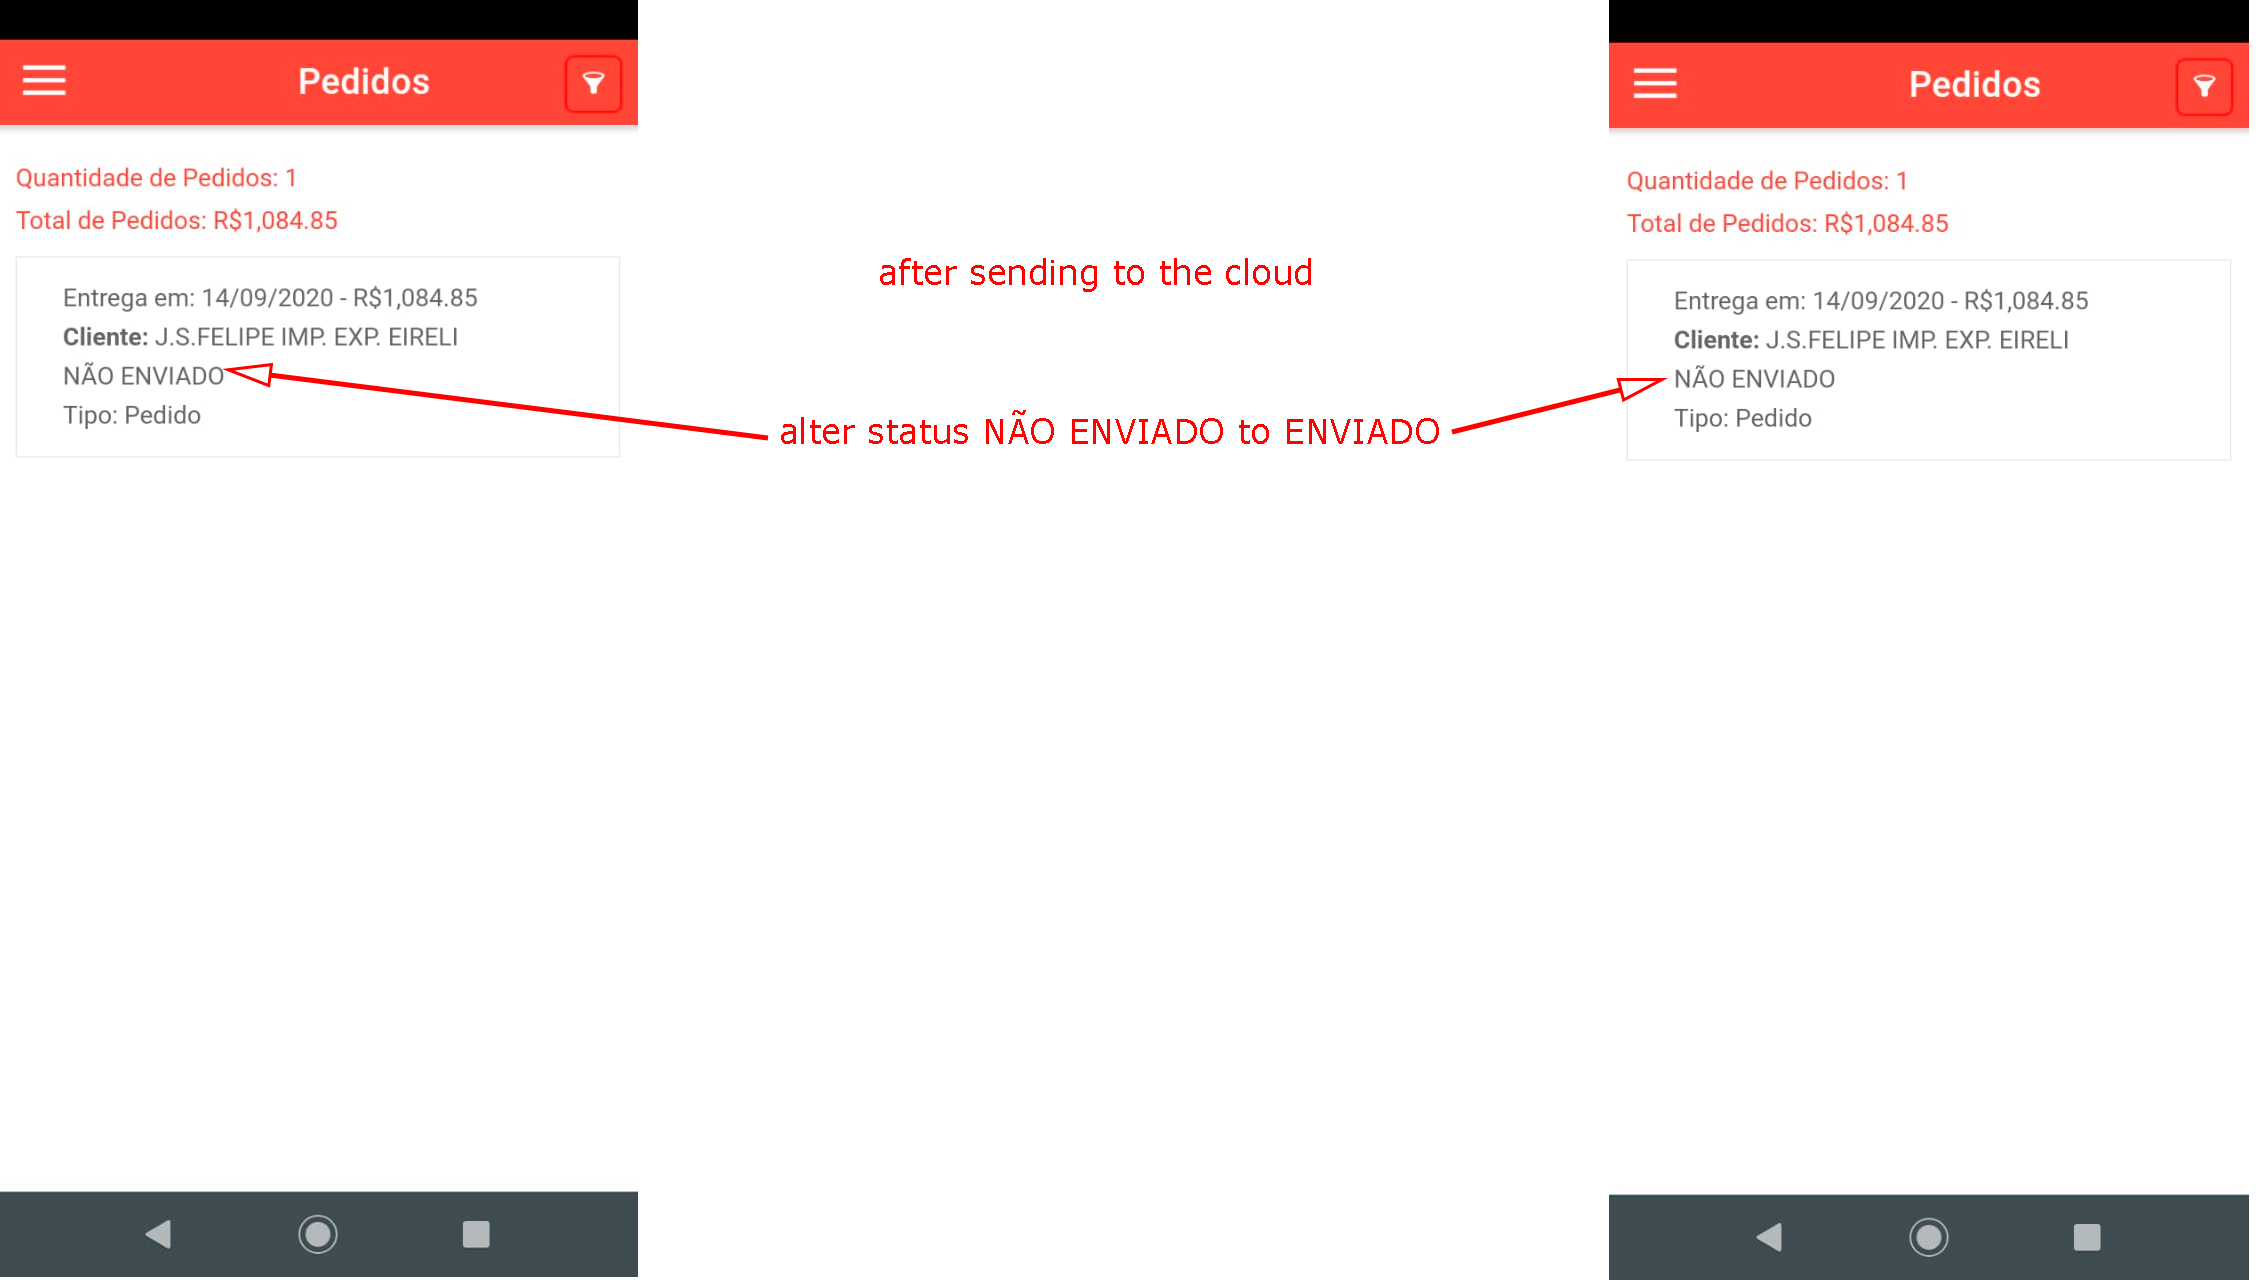 Pedidos
Quantidade de Pedidos: 1
Total de Pedidos: R$1,084.85
Entrega em: 14/09/2020 - R$1,084.85
Cliente: J.S.FELIPE IMP. EXP. EIRELI
NÃO ENVIADO
Tipo: Pedido
after sending to the cloud
alter status NÃO ENVIADO to ENVIADO
Pedidos
Quantidade de Pedidos: 1
Total de Pedidos: R$1,084.85
Entrega em: 14/09/2020 - R$1,084.85
Cliente: J.S.FELIPE IMP. EXP. EIRELI
NÃO ENVIADO
Tipo: Pedido